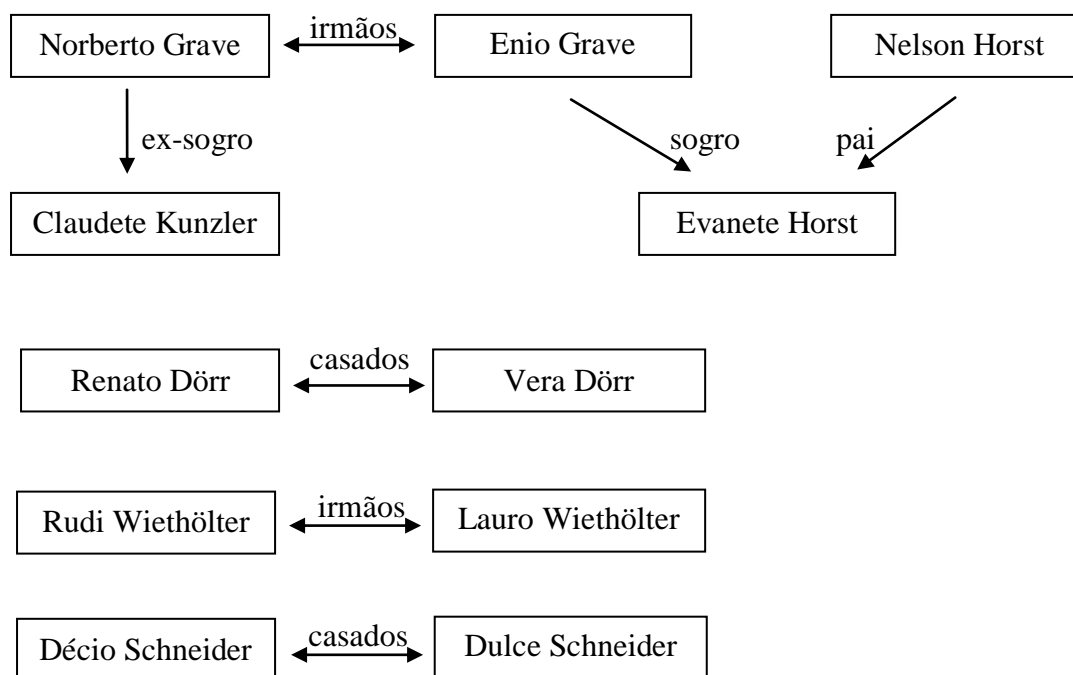 Norberto Grave
irmãos
Enio Grave
Nelson Horst
ex-sogro
sogro
pai
Claudete Kunzler
Evanete Horst
Renato Dörr
casados
Vera Dörr
Rudi Wiethölter
irmãos
Lauro Wiethölter
Décio Schneider
casados
Dulce Schneider